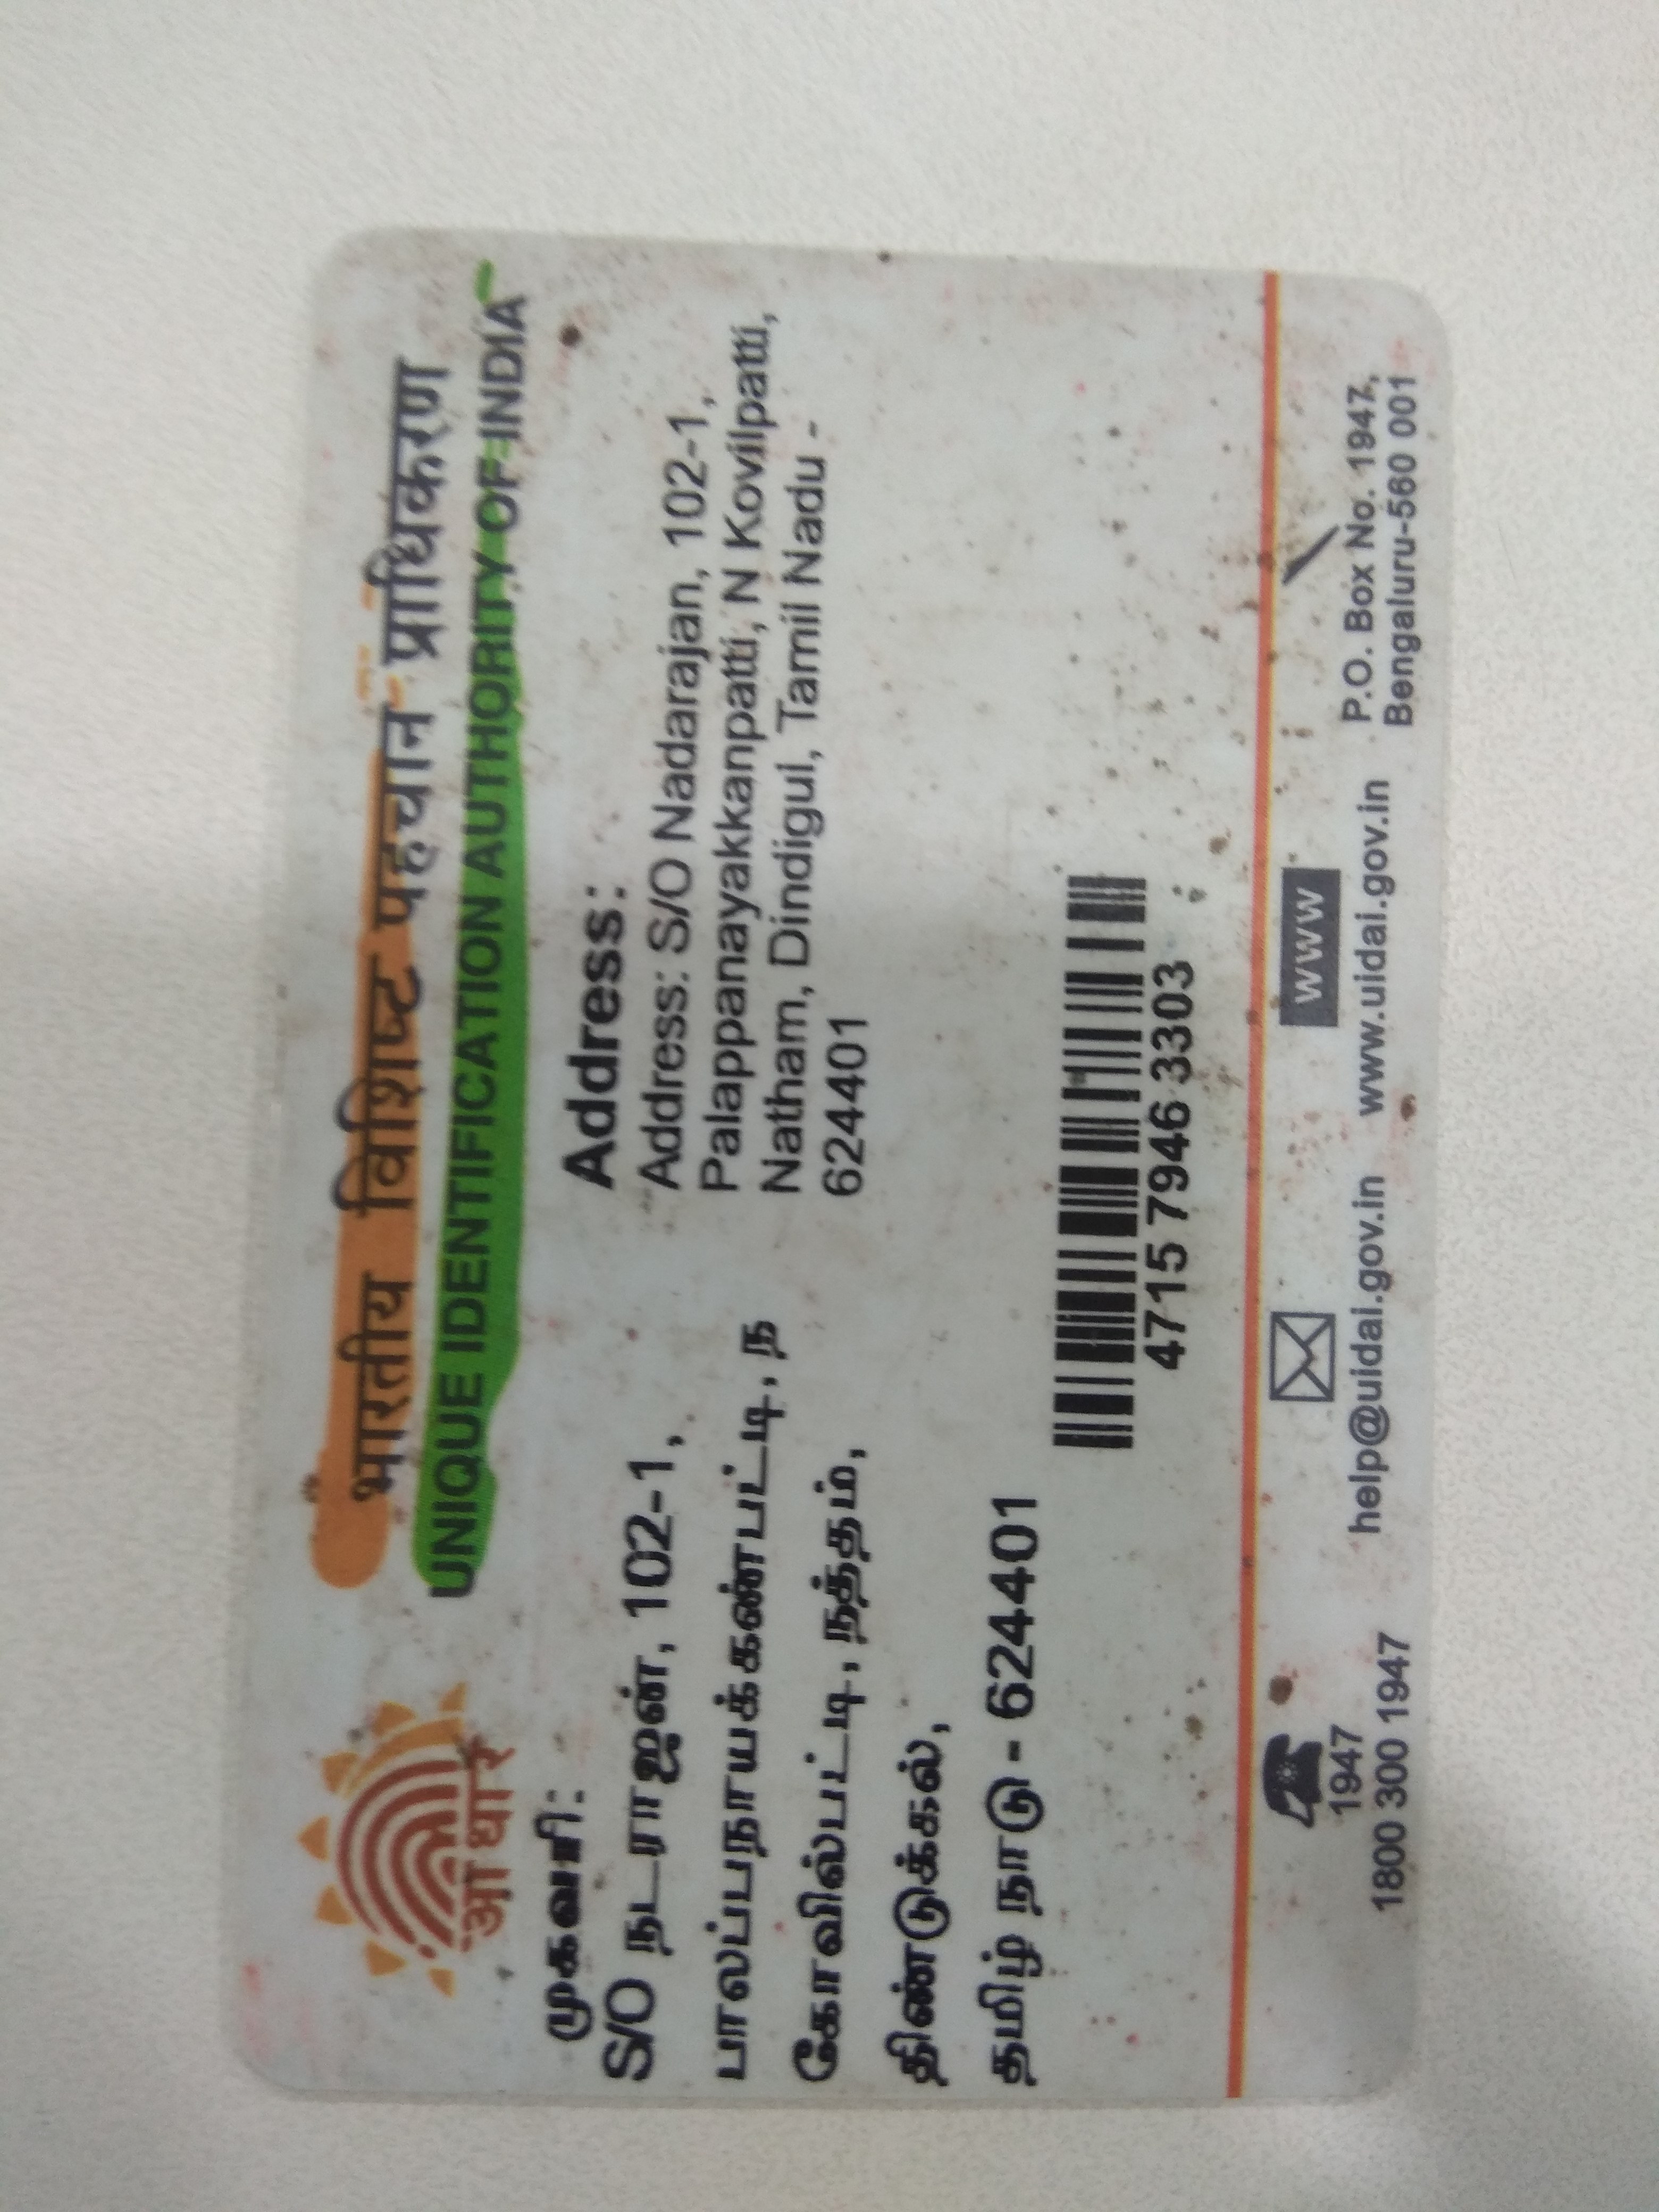 आधार
भारतीय विशिष्ट पहचान प्राधिकरण
UNIQUE IDENTIFICATION AUTHORITY OF INDIA
முகவரி:
S/O நடராஜன், 102-1,
பாலப்பநாயக்கண்பட்டி, ந
கோவில்பட்டி, நத்தம்,
திண்டுக்கல்,
தமிழ் நாடு - 624401
Address:
Address: S/O Nadarajan, 102-1,
Palappanayakkanpatti, N Kovilpatti,
Natham, Dindigul, Tamil Nadu -
624401
4715 7946 3303
1947
1800 300 1947
help@uidai.gov.in
WWW
www.uidai.gov.in
P.O. Box No. 1947,
Bengaluru-560 001